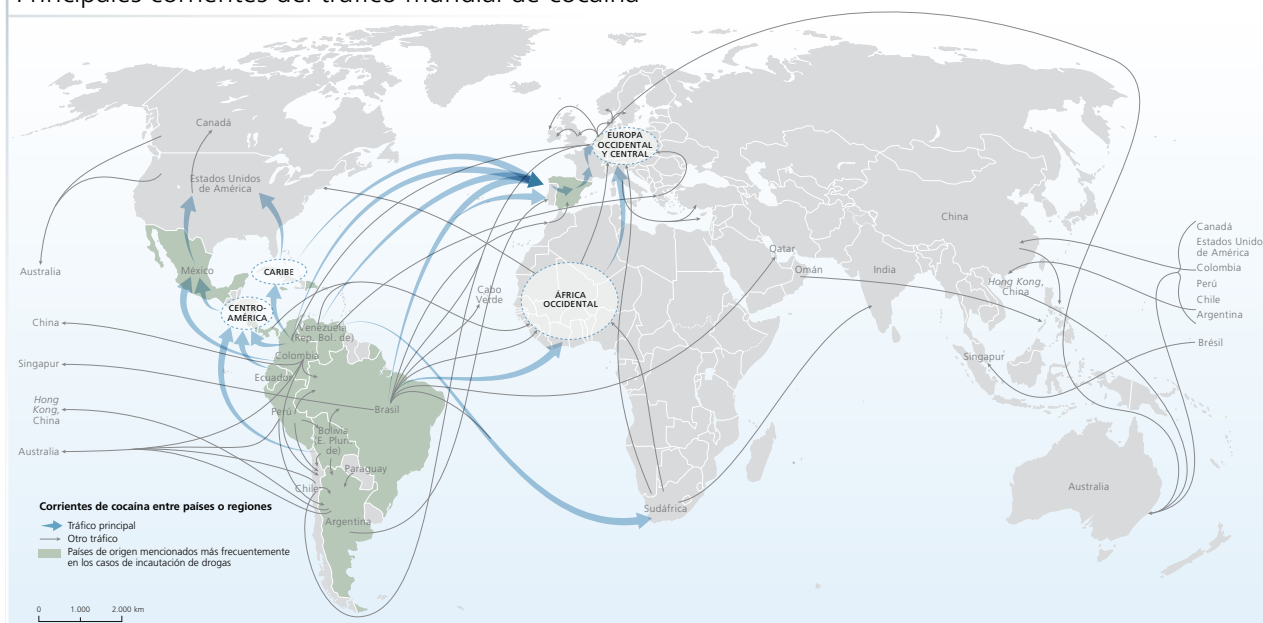 Principales corrientes del tráfico mundial de cocaína
Canadá
Estados Unidos
de América
México
CARIBE
CENTRO-
AMÉRICA
Australia
China
Singapur
Hong
Kong,
China
Australia
Venezuela
(Rep. Bol. de)
Colombia
Ecuador
Perú
Brasil
Bolivia
(E. Plur.
de)
Paraguay
Chile
Argentina
Cabo
Verde
EUROPA
OCCIDENTAL
Y CENTRAL
ÁFRICA
OCCIDENTAL
Sudáfrica
Qatar
Omán
India
China
Hong Kong,
China
Singapur
Australia
Canadá
Estados Unido
de América
Colombia
Perú
Chile
Argentina
Brésil
Corrientes de cocaína entre países o regiones
Tráfico principal
Otro tráfico
Países de origen mencionados más frecuentemente
en los casos de incautación de drogas
0 1.000 2.000 km